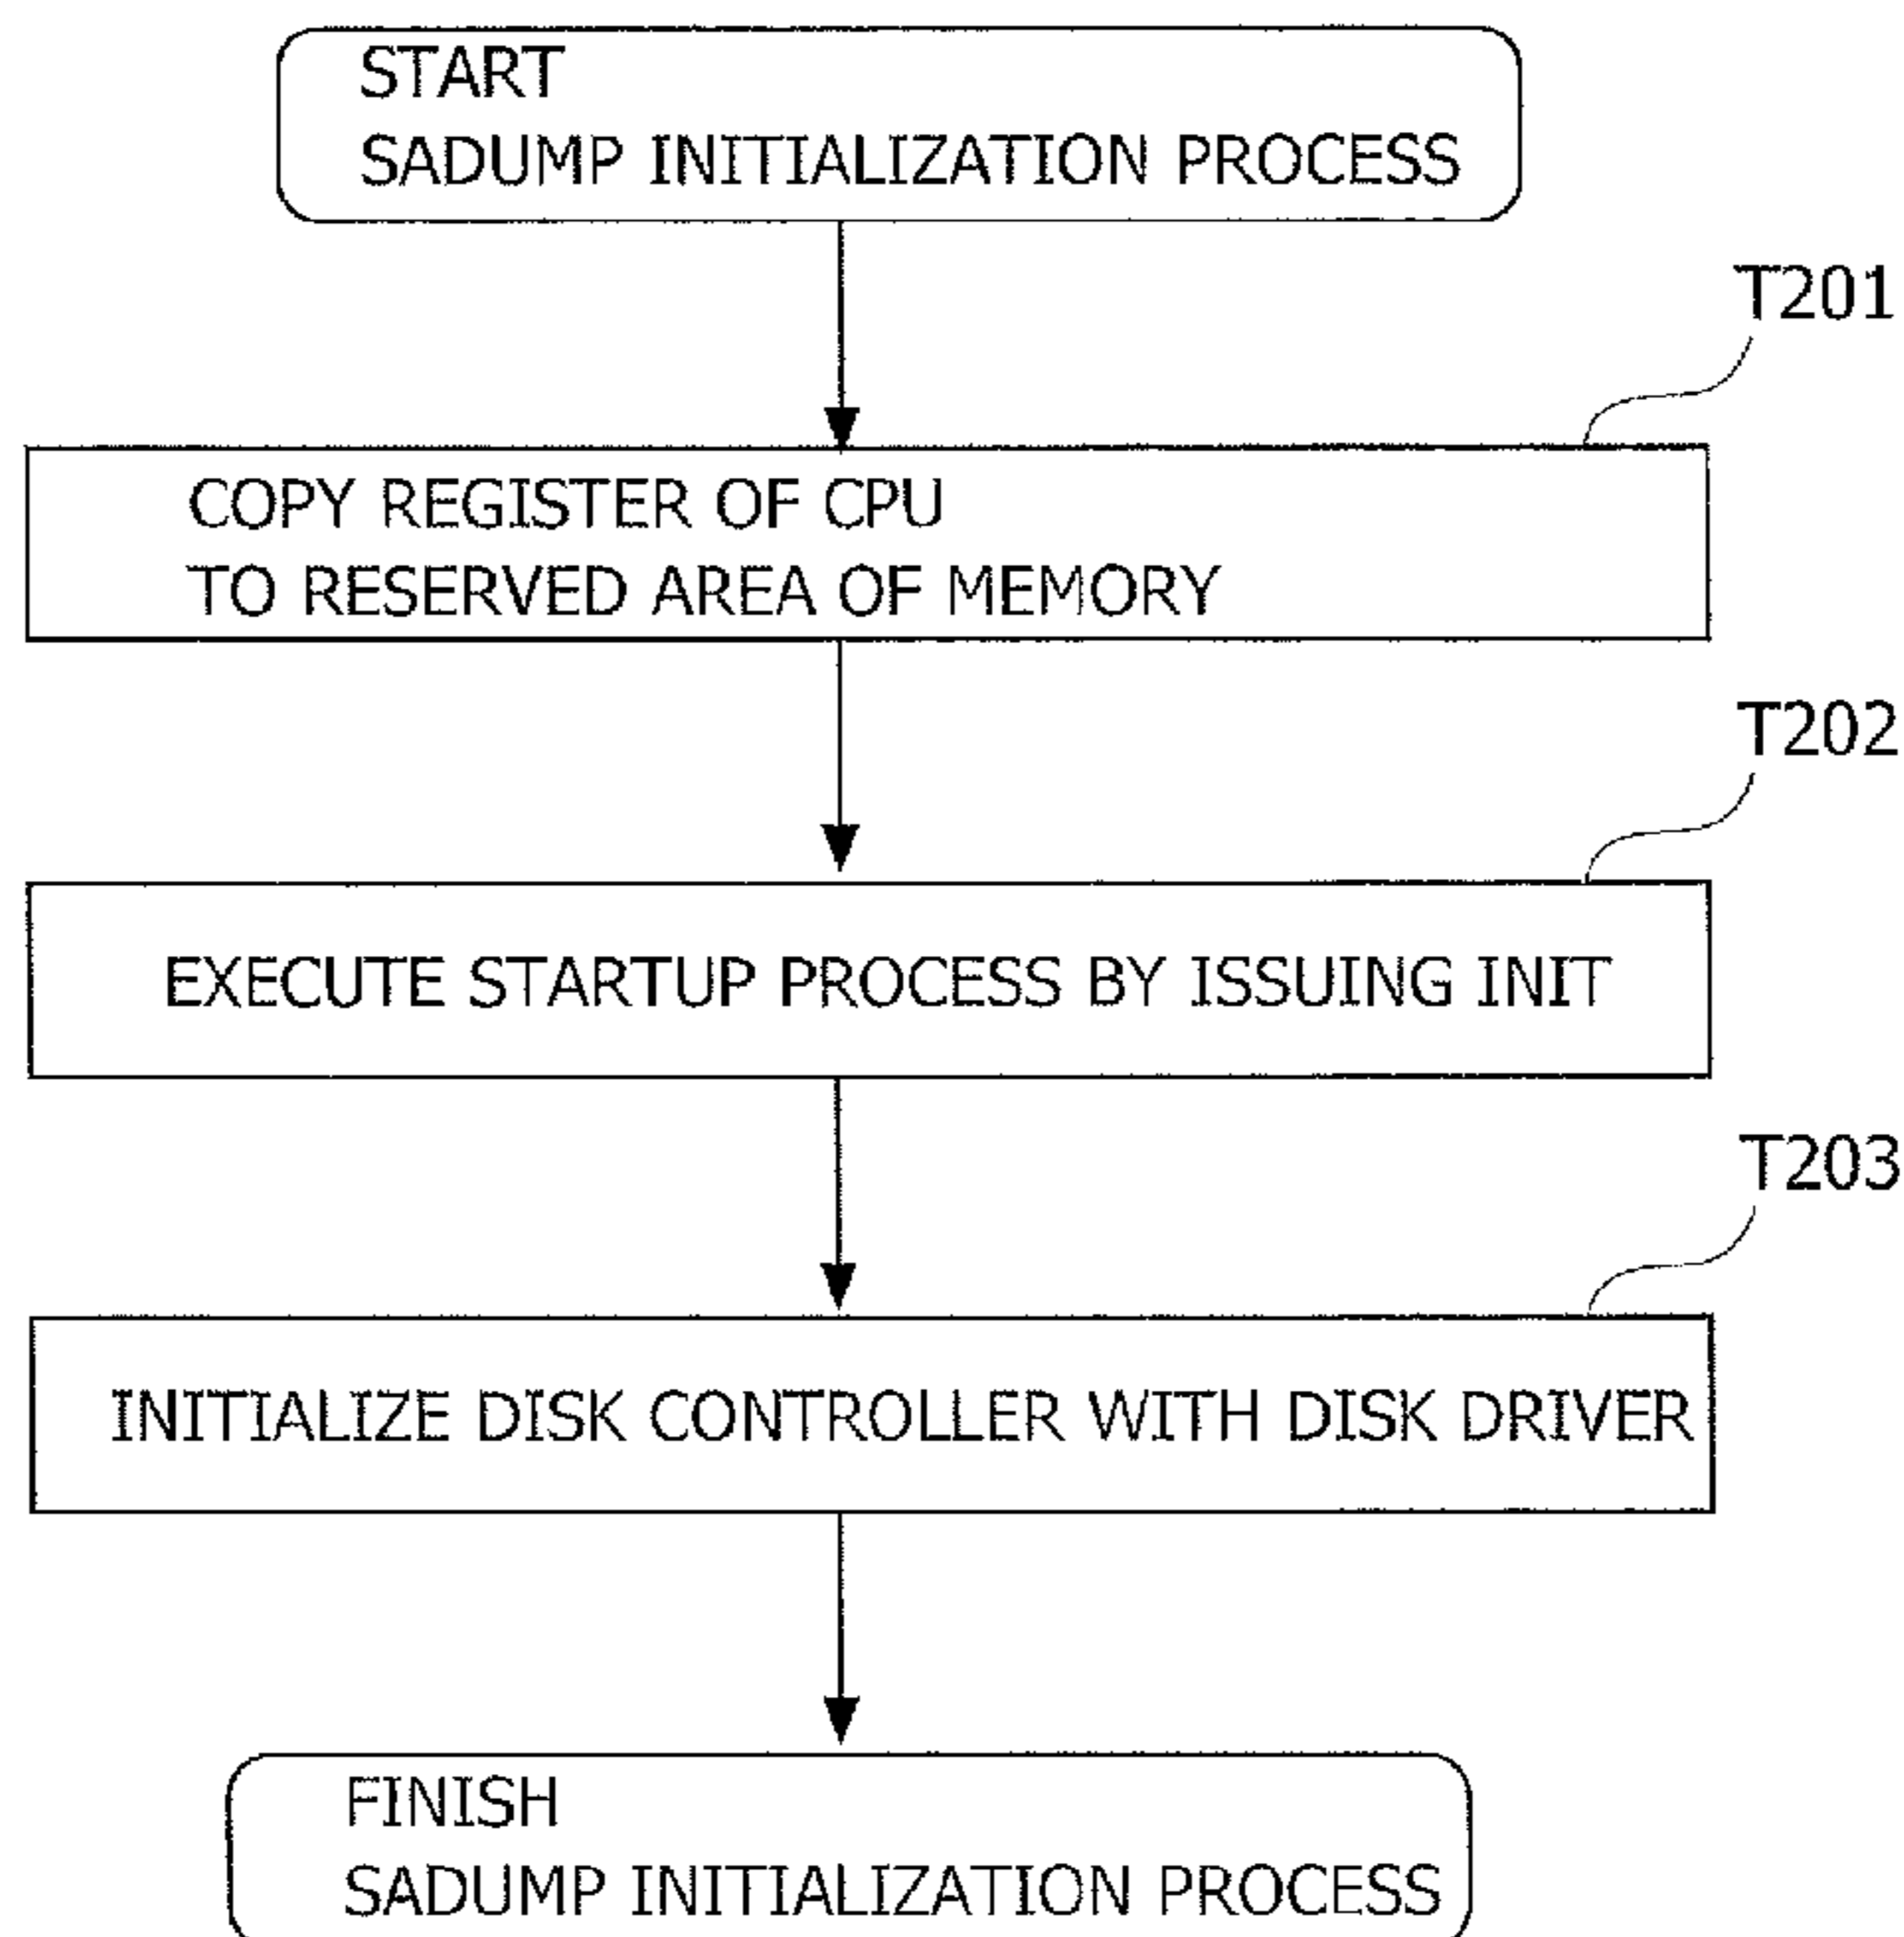 START
SADUMP INITIALIZATION PROCESS
T201
COPY REGISTER OF CPU
TO RESERVED AREA OF MEMORY
T202
EXECUTE STARTUP PROCESS BY ISSUING INIT
T203
INITIALIZE DISK CONTROLLER WITH DISK DRIVER
FINISH
SADUMP INITIALIZATION PROCESS